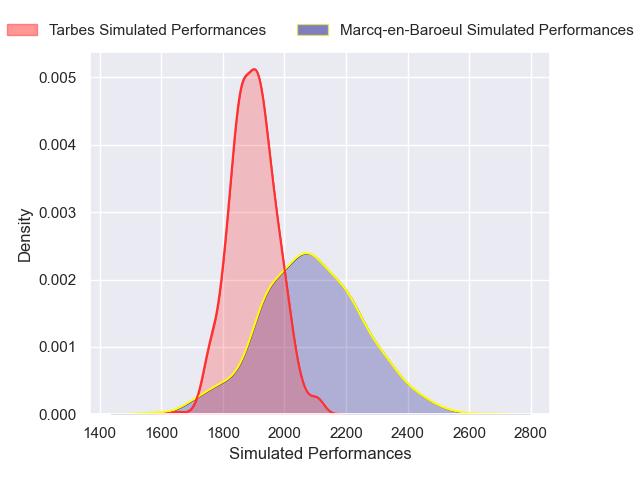 Tarbes Simulated Performances Marcq-en-Baroeul Simulated Performances
0.005
0.004
0.003
0.002
0.001
0.000
Density
1400 1600 1800 2000 2200 2400 2600 2800
Simulated Performances